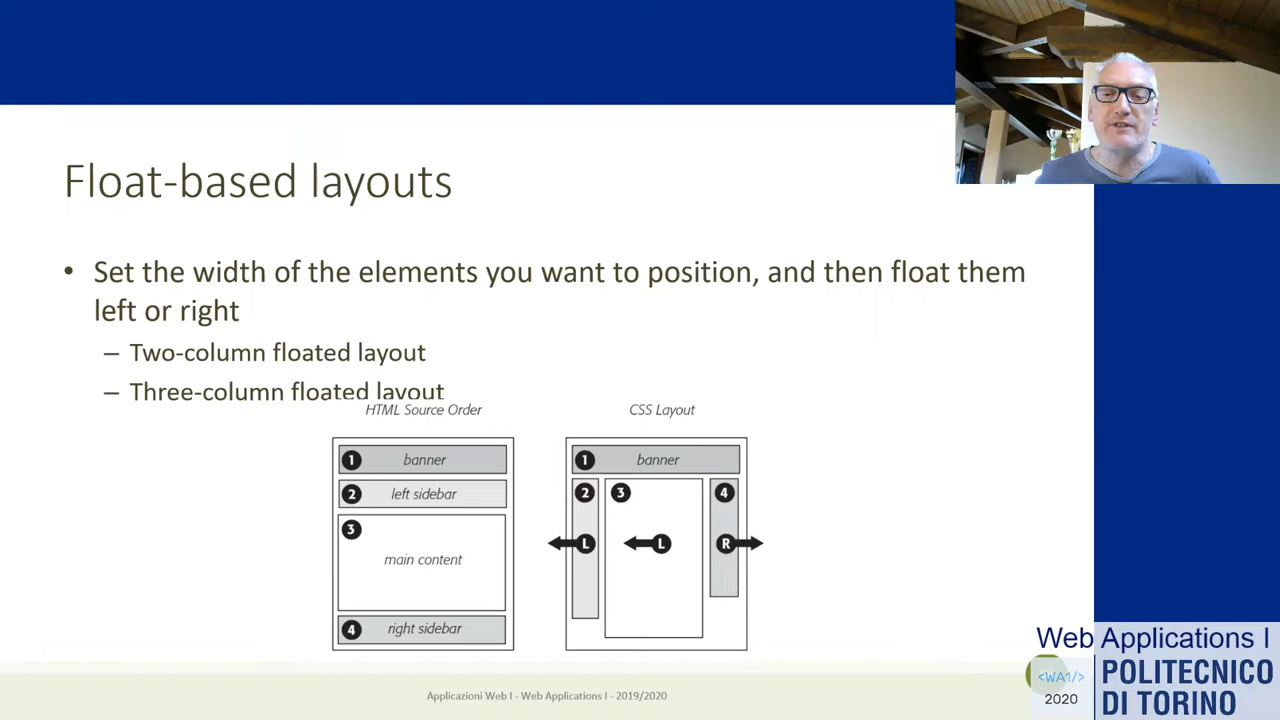 Float-based layouts
• Set the width of the elements you want to position, and then float them
left or right
– Two-column floated layout
– Three-column floated layout
HTML Source Order
1 banner
2 left sidebar
3
main content
4 right sidebar
CSS Layout
1 banner
2 3 4
L L R
Applicazioni Web I - Web Applications I - 2019/2020
Web Applications I
<WA1/>
2020
POLITECNICO
DI TORINO